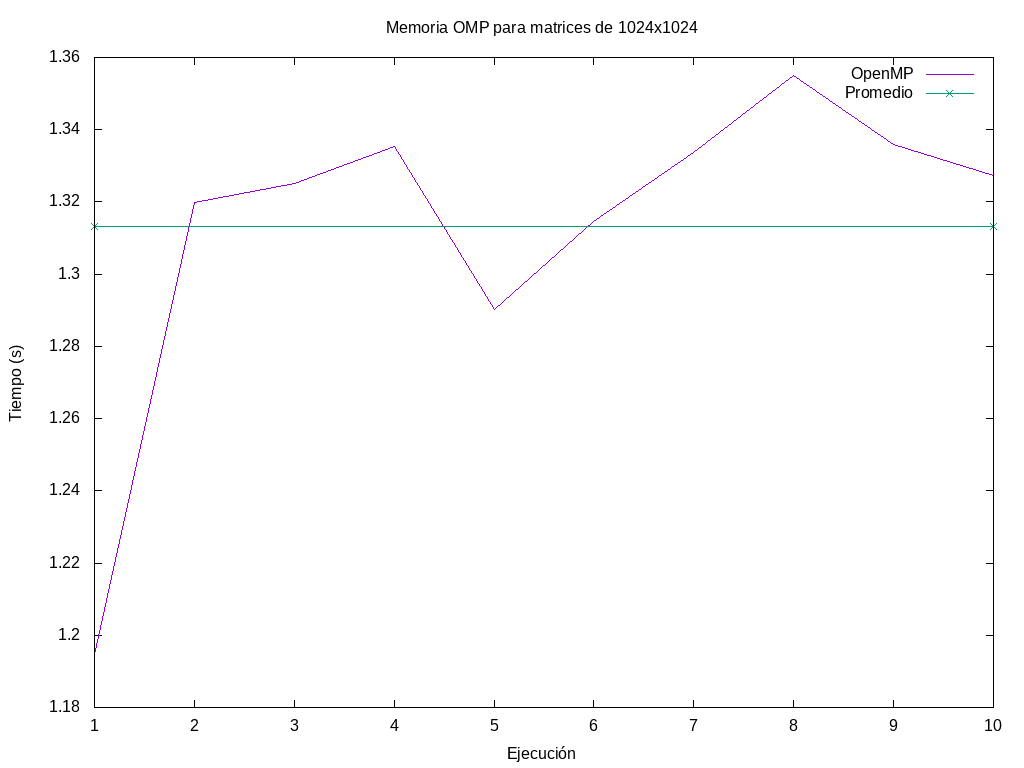 Memoria OMP para matrices de 1024x1024
OpenMP
Promedio
1.36
1.34
1.32
1.3
1.28
1.26
1.24
1.22
1.2
1.18
Tiempo (s)
1 2 3 4 5 6 7 8 9 10
Ejecución